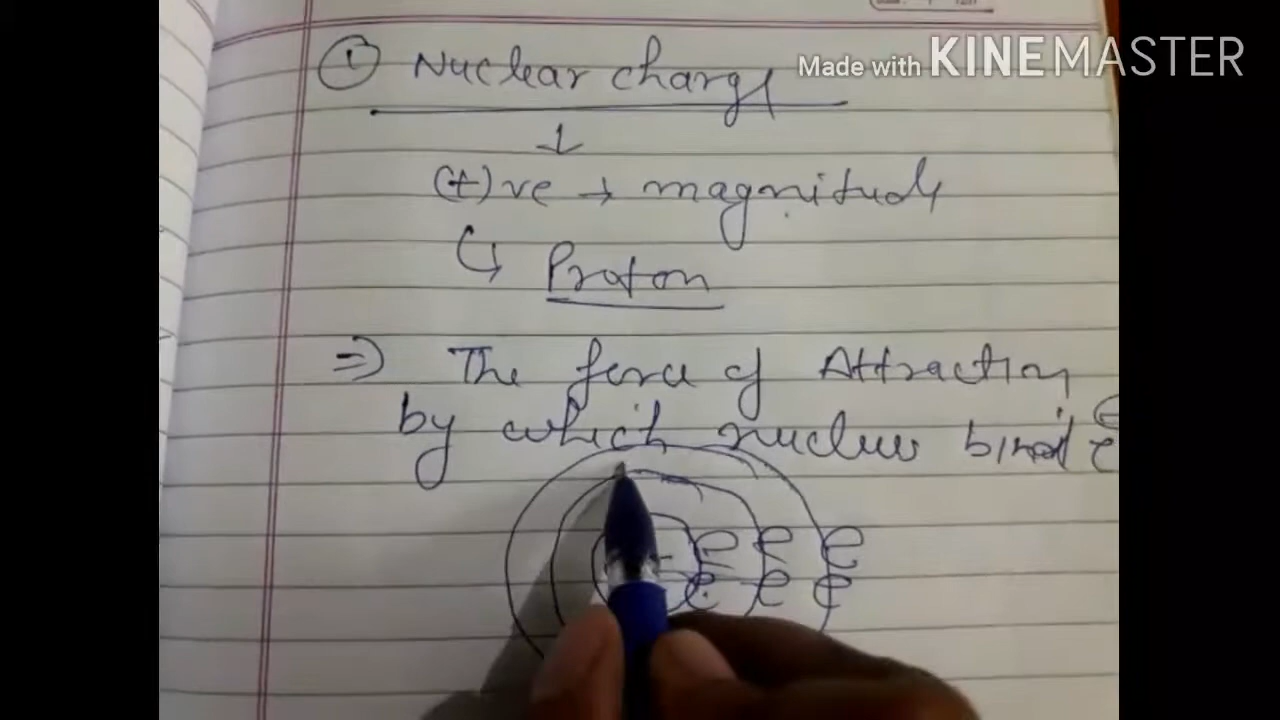 Made with KINEMASTER
① Nuclear charge
↓
(+)ve → magnitude
↳ Proton
⇒ The force of Attraction
by which nucleus bind e
e e e
e e e